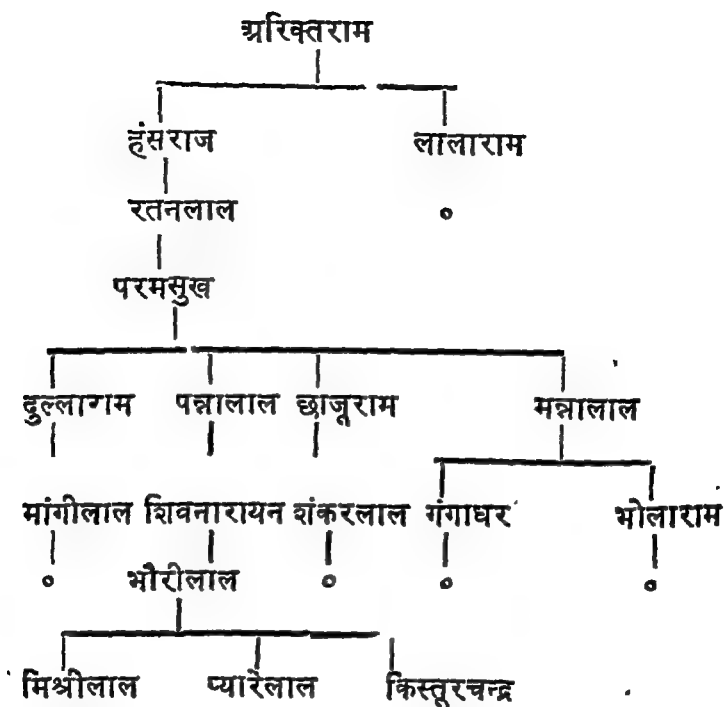 अरिक्तराम
हंसराज लालाराम
रतनलाल
परमसुख
दुल्लाराम पन्नालाल छाजूराम मन्नालाल
मांगीलाल शिवनारायन शंकरलाल गंगाधर भोलाराम
भौरीलाल
मिश्रीलाल प्यारेलाल किस्तूरचन्द्र